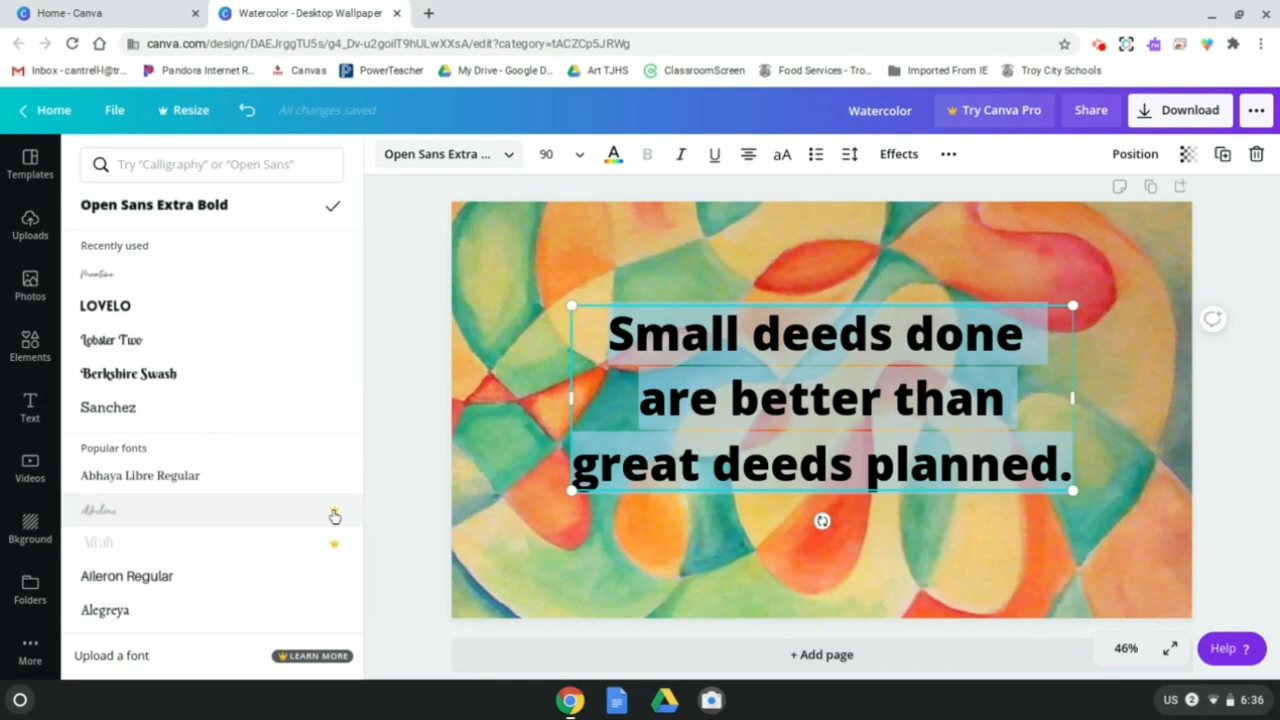 Home - Canva
Watercolor - Desktop Wallpaper
canva.com/design/DAEJrggTU5s/g4_Dv-u2goifT9hULwXXsA/edit?category=tACZCp5JRWg
Inbox - cantrell-l@tr... Pandora Internet R... Canvas PowerTeacher My Drive - Google D... Art TJHS ClassroomScreen Food Services - Tro... Imported From IE Troy City Schools
Home File Resize All changes saved Watercolor Try Canva Pro Share Download
Templates
Uploads
Photos
Elements
Text
Videos
Bkground
Folders
More
Try “Calligraphy” or “Open Sans”
Open Sans Extra Bold
Recently used
LOVELO
Lobster Two
Berkshire Swash
Sanchez
Popular fonts
Abhaya Libre Regular
Afrah
Aileron Regular
Alegreya
Upload a font LEARN MORE
Open Sans Extra ... 90 A B I U aA Effects Position
Small deeds done
are better than
great deeds planned.
+ Add page
46% Help ?
US 2 6:36